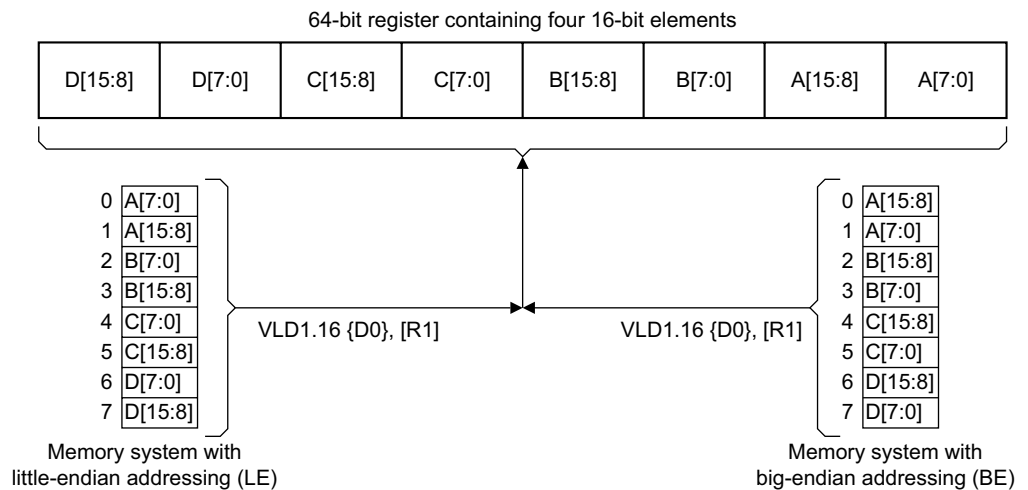 64-bit register containing four 16-bit elements
D[15:8] D[7:0] C[15:8] C[7:0] B[15:8] B[7:0] A[15:8] A[7:0]
0 A[7:0]
1 A[15:8]
2 B[7:0]
3 B[15:8]
4 C[7:0]
5 C[15:8]
6 D[7:0]
7 D[15:8]
VLD1.16 {D0}, [R1]
Memory system with
little-endian addressing (LE)
VLD1.16 {D0}, [R1]
0 A[15:8]
1 A[7:0]
2 B[15:8]
3 B[7:0]
4 C[15:8]
5 C[7:0]
6 D[15:8]
7 D[7:0]
Memory system with
big-endian addressing (BE)